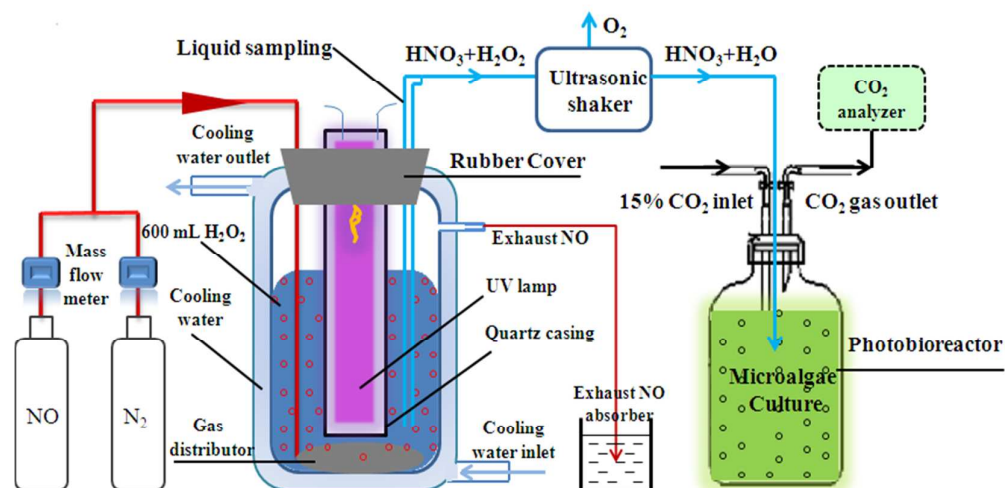 O₂
Liquid sampling
HNO₃+H₂O₂
HNO₃+H₂O
Ultrasonic
shaker
CO₂
analyzer
Cooling
water outlet
Rubber Cover
15% CO₂ inlet
CO₂ gas outlet
600 mL H₂O₂
Exhaust NO
Mass
flow
meter
Cooling
water
UV lamp
Quartz casing
Photobioreactor
Microalgae
Culture
NO
N₂
Gas
distributor
Exhaust NO
absorber
Cooling
water inlet